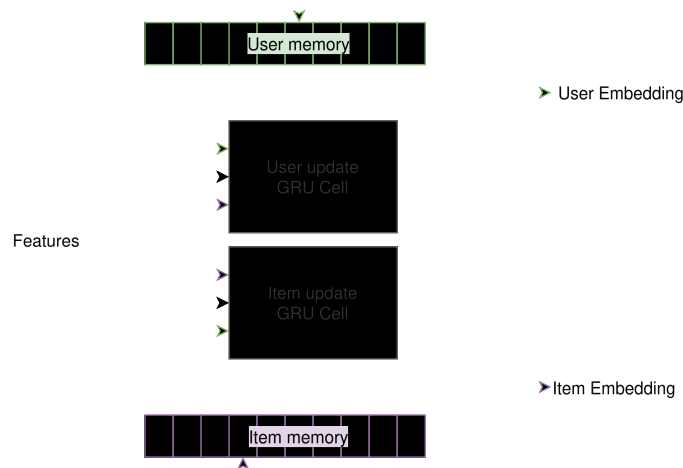 User memory
User Embedding
User update
GRU Cell
Features
Item update
GRU Cell
Item Embedding
Item memory